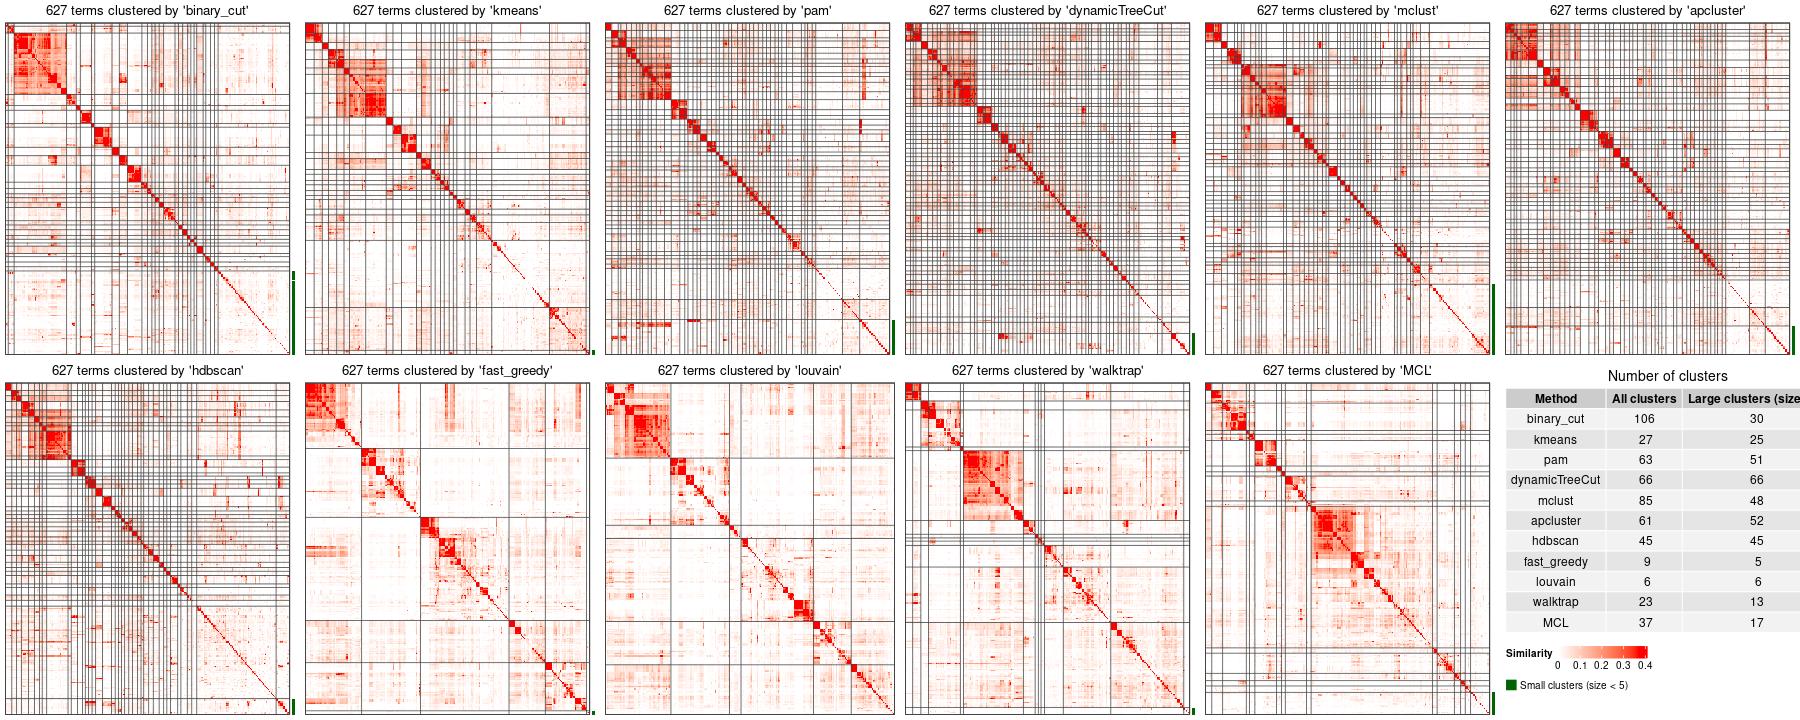 627 terms clustered by 'binary_cut'
627 terms clustered by 'kmeans'
627 terms clustered by 'pam'
627 terms clustered by 'dynamicTreeCut'
627 terms clustered by 'mclust'
627 terms clustered by 'apcluster'
627 terms clustered by 'hdbscan'
627 terms clustered by 'fast_greedy'
627 terms clustered by 'louvain'
627 terms clustered by 'walktrap'
627 terms clustered by 'MCL'
Number of clusters
Method All clusters Large clusters (size
binary_cut 106 30
kmeans 27 25
pam 63 51
dynamicTreeCut 66 66
mclust 85 48
apcluster 61 52
hdbscan 45 45
fast_greedy 9 5
louvain 6 6
walktrap 23 13
MCL 37 17
Similarity
0 0.1 0.2 0.3 0.4
Small clusters (size < 5)